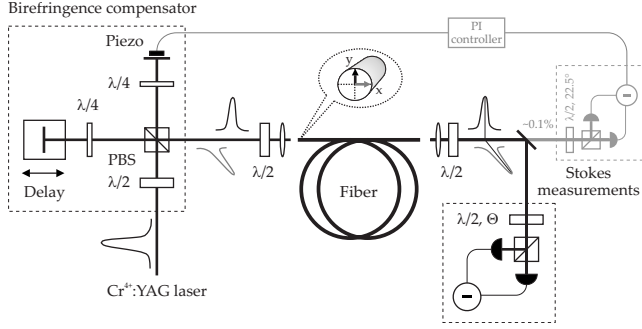 Birefringence compensator
Piezo
PI
controller
λ/4
λ/4
PBS
λ/2
Delay
Cr⁴⁺:YAG laser
λ/2
y
x
Fiber
λ/2
~0.1%
λ/2, 22.5°
Stokes
measurements
λ/2, Θ